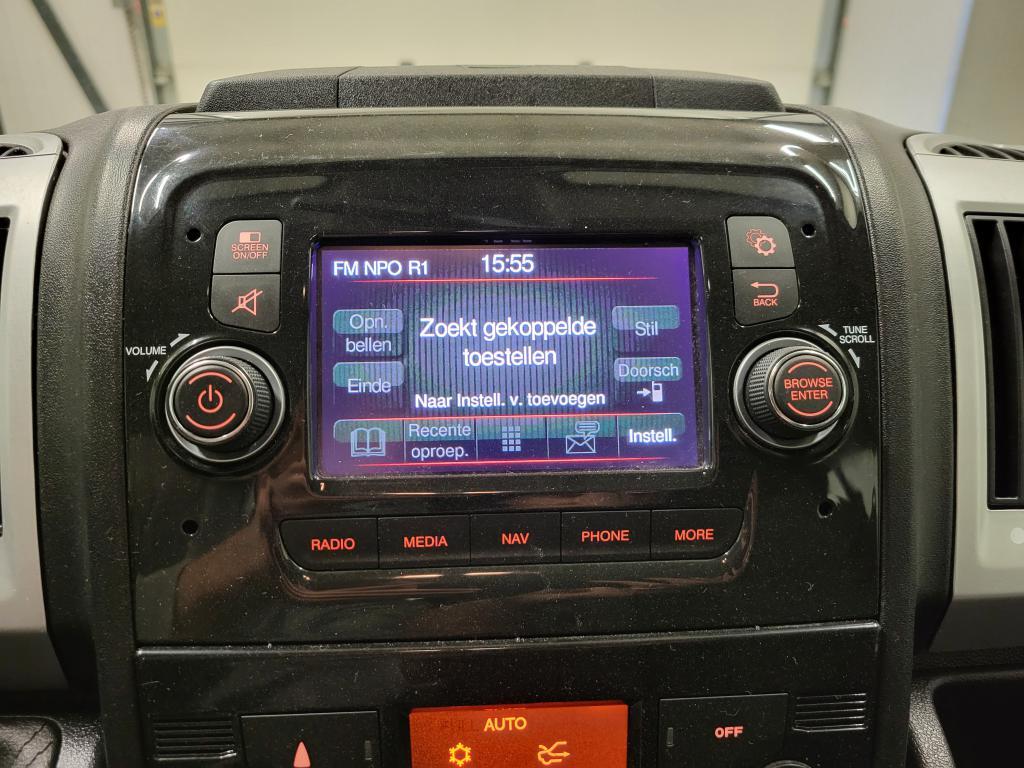 SCREEN
ON/OFF
VOLUME
FM NPO R1
15:55
Opn.
bellen
Einde
Zoekt gekoppelde
toestellen
Naar Instell. v. toevoegen
Stil
Doorsch
Recente
oproep.
Instell.
BACK
TUNE
SCROLL
BROWSE
ENTER
RADIO
MEDIA
NAV
PHONE
MORE
AUTO
OFF